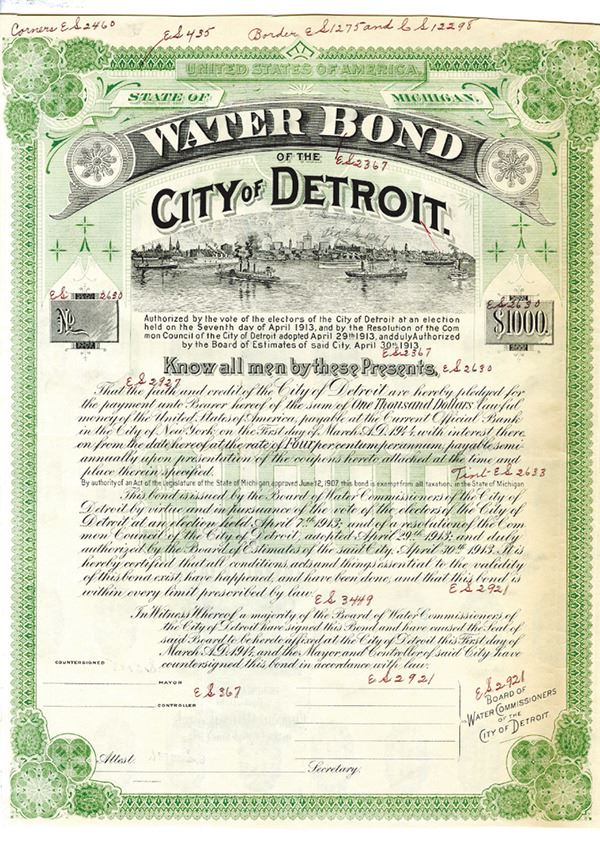 Corners E S 2460
E S 435
Border E S 1275 and C S 12298
UNITED STATES OF AMERICA.
STATE OF MICHIGAN.
WATER BOND
OF THE
E S 2367
CITY OF DETROIT.
E S 2630
No.
E S 2630
$1000.
Authorized by the vote of the electors of the City of Detroit at an election
held on the Seventh day of April 1913, and by the Resolution of the Com
mon Council of the City of Detroit adopted April 29th 1913, and duly Authorized
by the Board of Estimates of said City, April 30th 1913.
E S 2367
Know all men by these Presents,
E S 2630
E S 2927
That the faith and credit of the City of Detroit are hereby pledged for
the payment unto Bearer hereof of the sum of One Thousand Dollars lawful
money of the United States of America, payable at the Current Official Bank
in the City of New York on the First day of March A.D. 1944, with interest there
on from the date hereof at the rate of Four per centum per annum, payable semi-
annually upon presentation of the coupons hereto attached at the time and
place therein specified.
Tint E S 2633
By authority of an Act of the Legislature of the State of Michigan, approved June 12, 1907, this bond is exempt from all taxation, in the State of Michigan
This bond is issued by the Board of Water Commissioners of the City of
Detroit by virtue and in pursuance of the vote of the electors of the City of
Detroit at an election held April 7th 1913; and of a resolution of the Com
mon Council of the City of Detroit, adopted April 29th 1913; and duly
authorized by the Board of Estimates of the said City, April 30th 1913. It is
hereby certified that all conditions, acts and things essential to the validity
of this bond exist, have happened, and have been done, and that this bond is
within every limit prescribed by law.
E S 2921
E S 3449
In Witness Whereof a majority of the Board of Water Commissioners of
the City of Detroit have signed this Bond and have caused the Seal of
said Board to be hereto affixed at the City of Detroit this First day of
March A.D. 1914, and the Mayor and Controller of said City have
countersigned this bond in accordance with law.
COUNTERSIGNED
MAYOR
CONTROLLER
E S 367
E S 2921
E S 2921
BOARD OF
WATER COMMISSIONERS
OF THE
CITY OF DETROIT.
Attest.
Secretary.